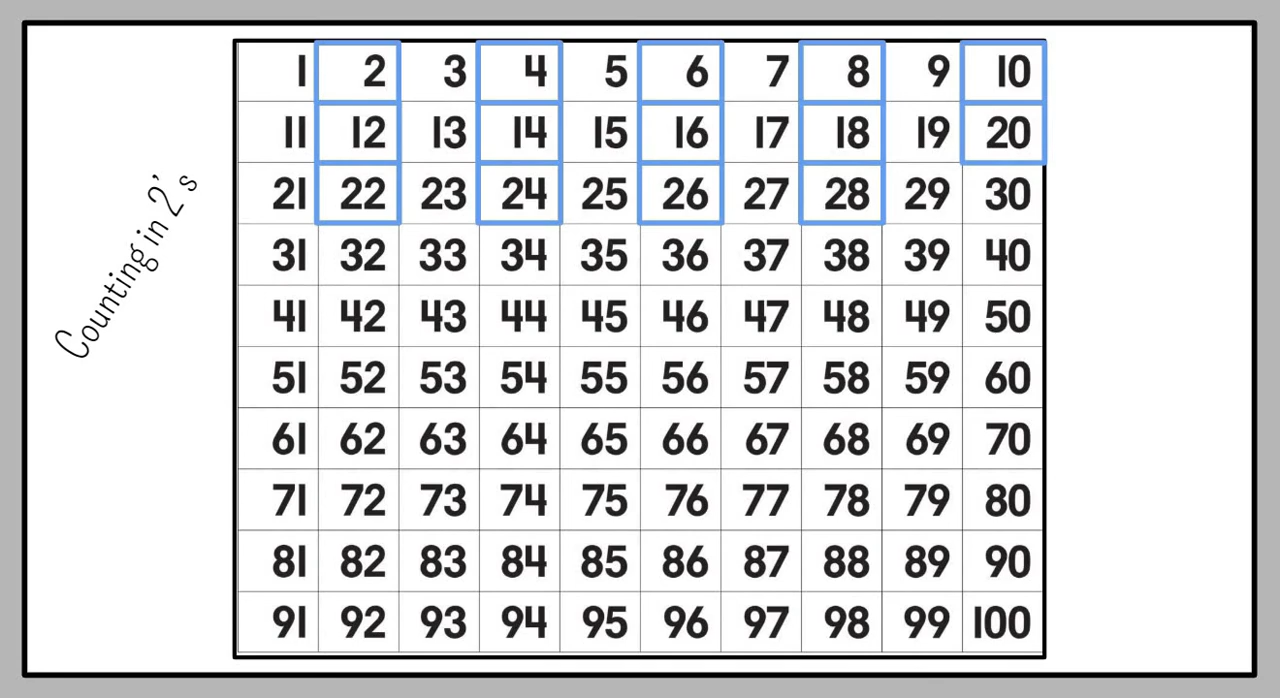 Counting in 2's
1 2 3 4 5 6 7 8 9 10
11 12 13 14 15 16 17 18 19 20
21 22 23 24 25 26 27 28 29 30
31 32 33 34 35 36 37 38 39 40
41 42 43 44 45 46 47 48 49 50
51 52 53 54 55 56 57 58 59 60
61 62 63 64 65 66 67 68 69 70
71 72 73 74 75 76 77 78 79 80
81 82 83 84 85 86 87 88 89 90
91 92 93 94 95 96 97 98 99 100